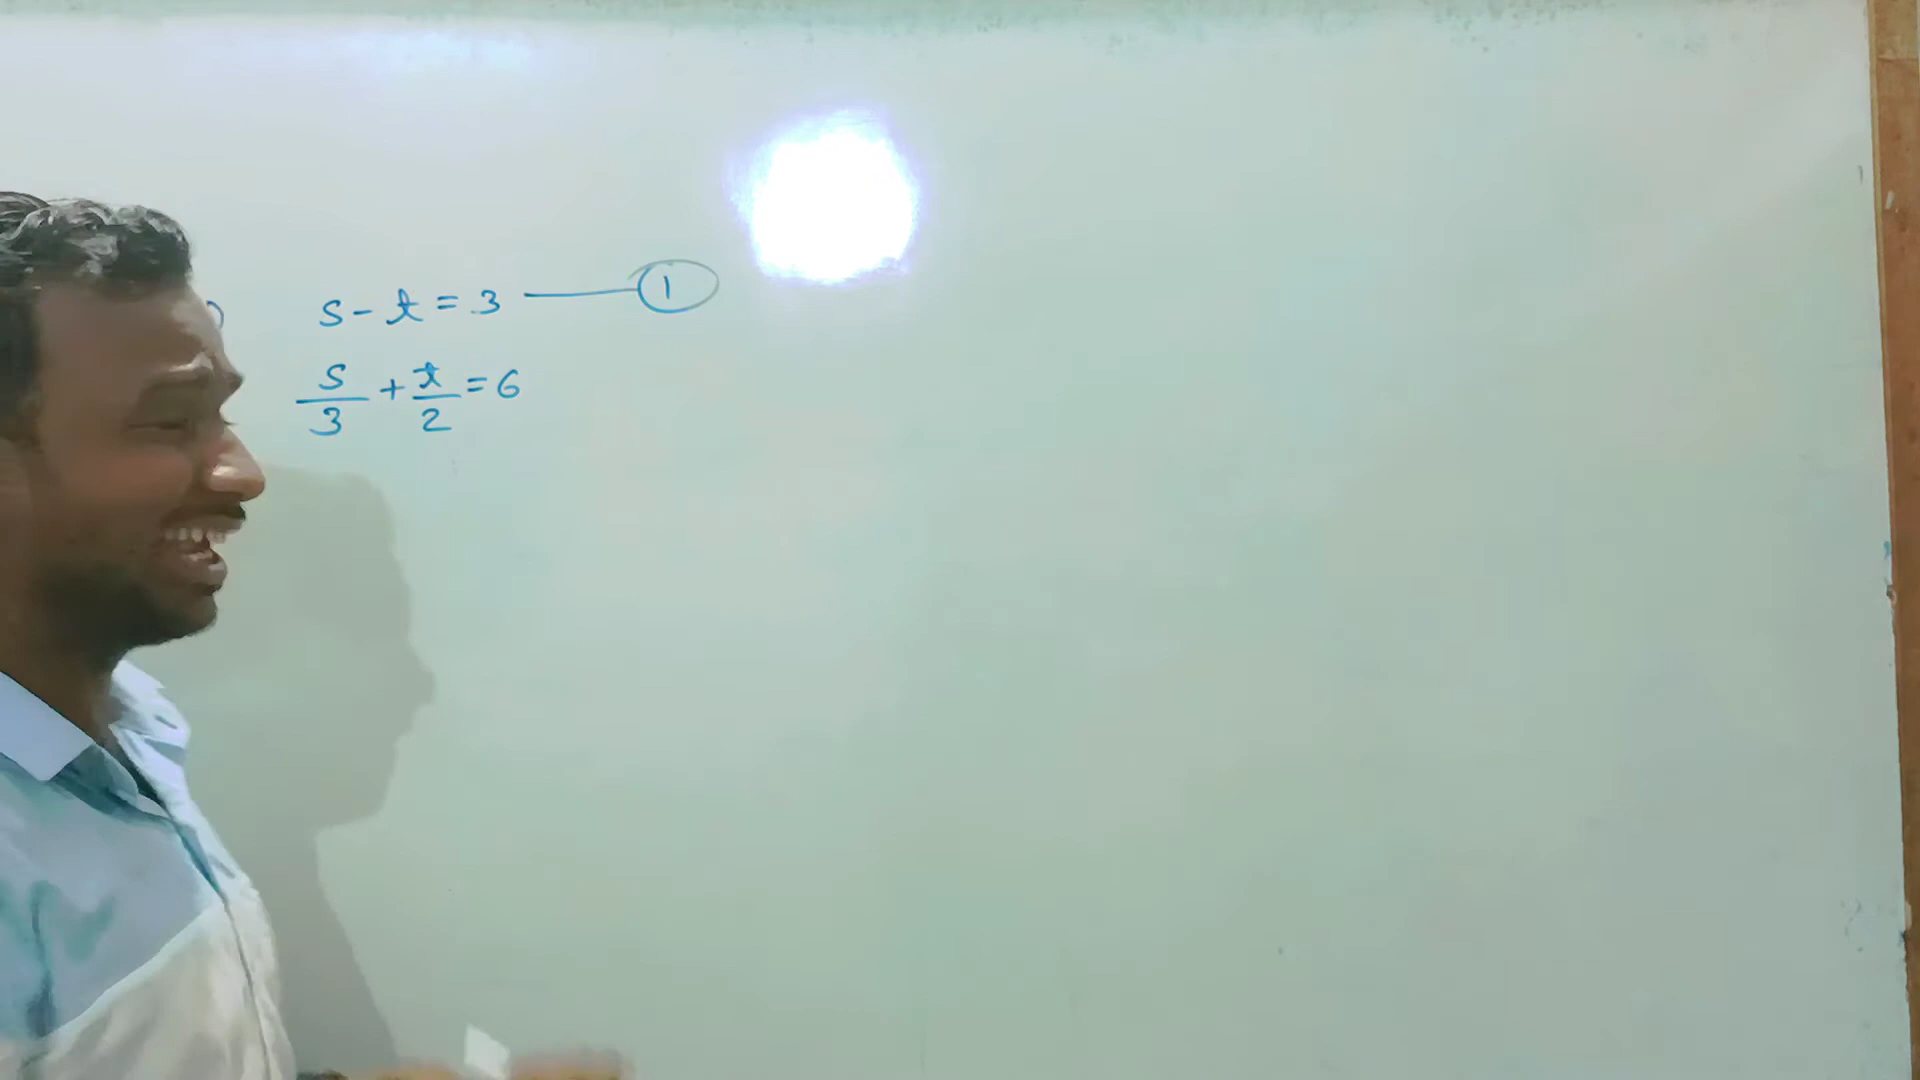 s - t = 3 —— ①
s/3 + t/2 = 6